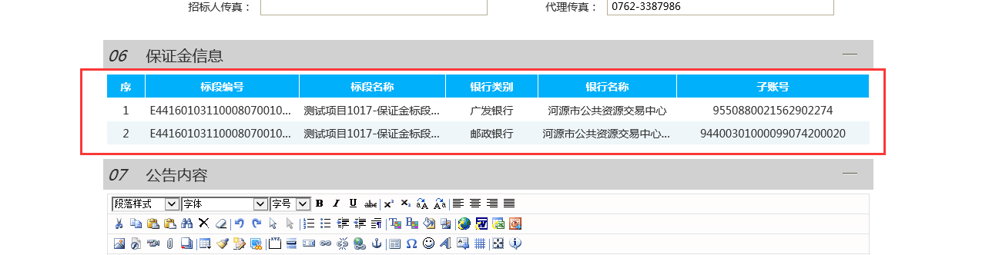 招标人传真： 代理传真： 0762-3387986
06 保证金信息
序 标段编号 标段名称 银行类别 银行名称 子账号
1 E44160103110008070010... 测试项目1017-保证金标段... 广发银行 河源市公共资源交易中心 9550880021562902274
2 E44160103110008070010... 测试项目1017-保证金标段... 邮政银行 河源市公共资源交易中心... 94400301000099074200020
07 公告内容
段落样式 字体 字号 B I U abc